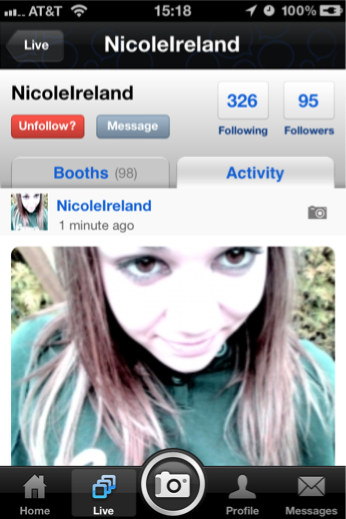 AT&T 15:18 100%
Live NicoleIreland
NicoleIreland
326 95
Unfollow? Message
Following Followers
Booths (98) Activity
NicoleIreland
1 minute ago
Home Live Profile Messages